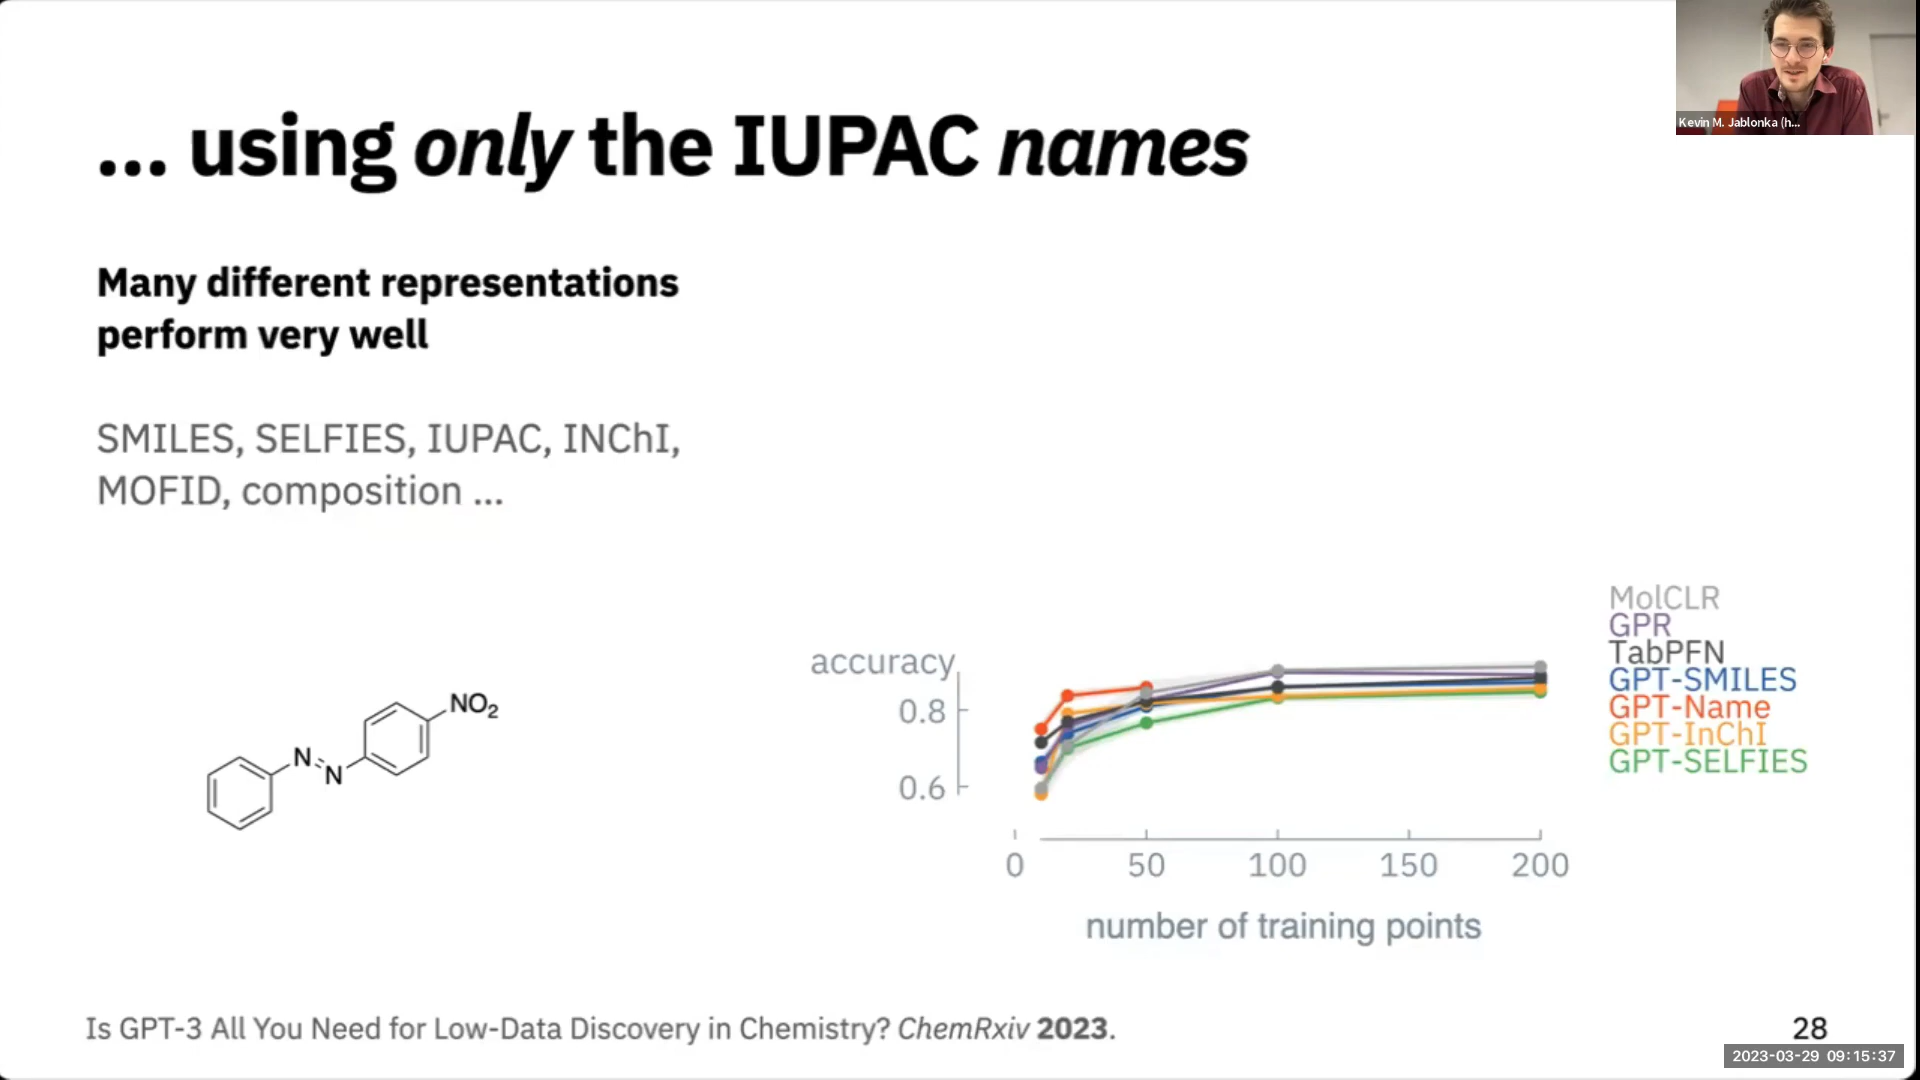 ... using only the IUPAC names
Kevin M. Jablonka (h...
Many different representations
perform very well
SMILES, SELFIES, IUPAC, INChI,
MOFID, composition ...
NO2
N
N
accuracy
0.8
0.6
0 50 100 150 200
number of training points
MolCLR
GPR
TabPFN
GPT-SMILES
GPT-Name
GPT-InChI
GPT-SELFIES
Is GPT-3 All You Need for Low-Data Discovery in Chemistry? ChemRxiv 2023.
28
2023-03-29 09:15:37